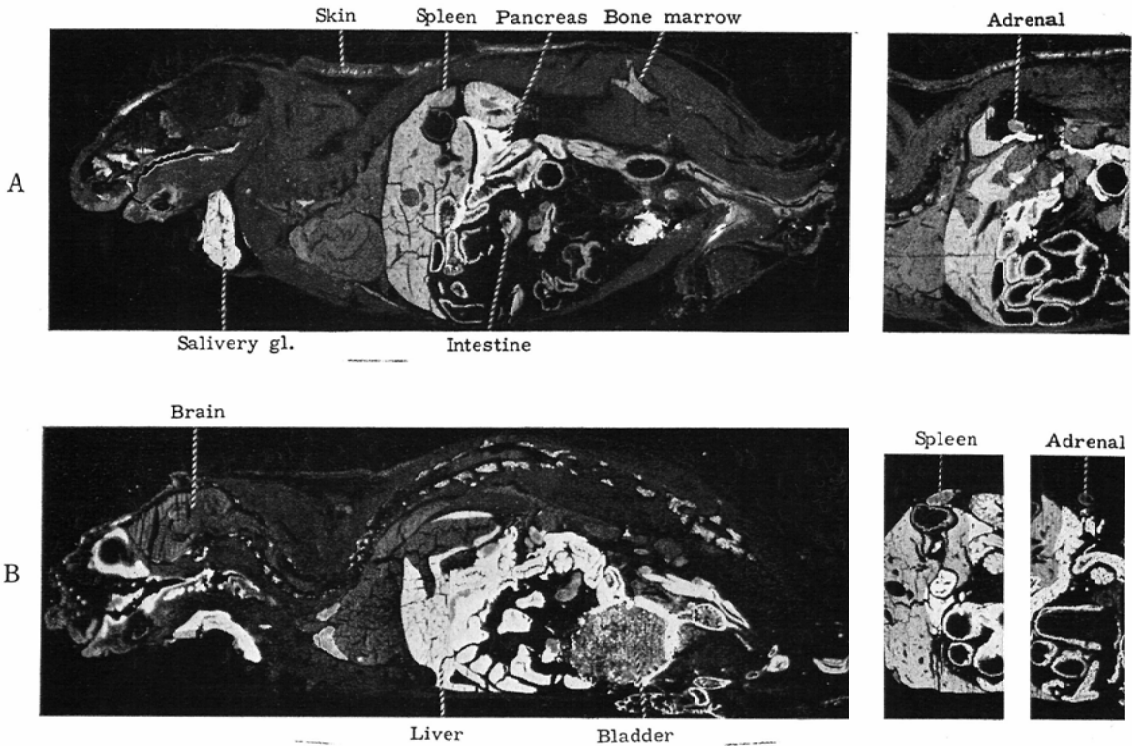 Skin Spleen Pancreas Bone marrow Adrenal
A
Salivery gl. Intestine
Brain
Spleen Adrenal
B
Liver Bladder